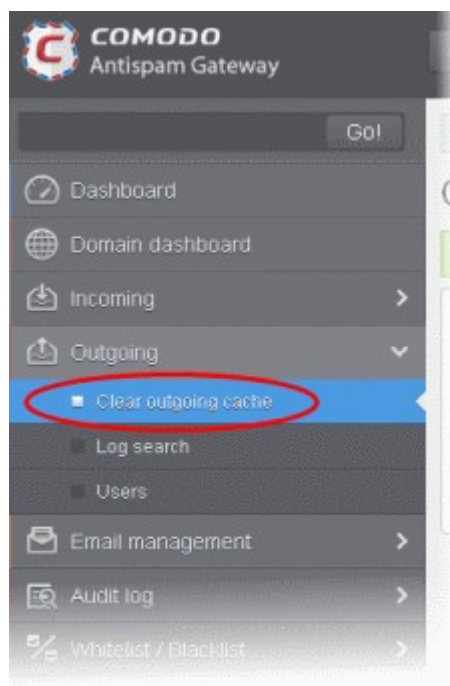 COMODO
Antispam Gateway
Go!
Dashboard
Domain dashboard
Incoming
Outgoing
Clear outgoing cache
Log search
Users
Email management
Audit log
Whitelist / Blacklist